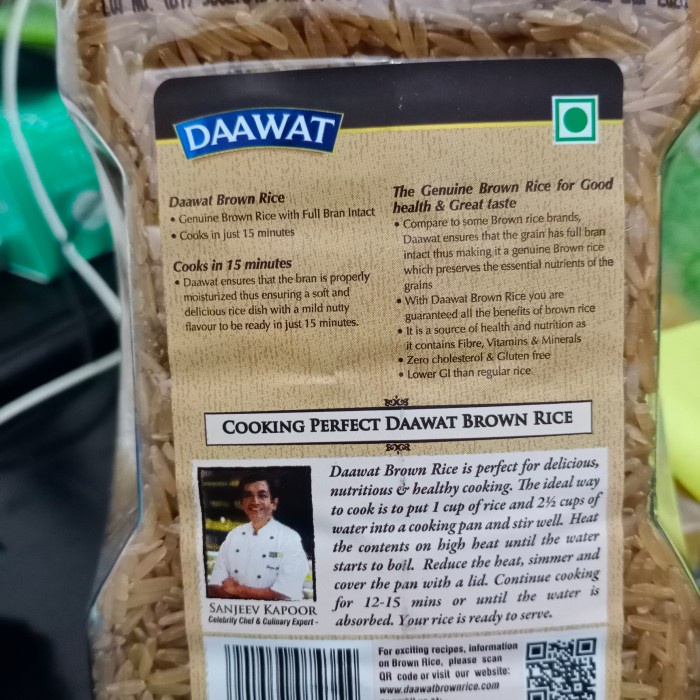 DAAWAT
Daawat Brown Rice
• Genuine Brown Rice with Full Bran Intact
• Cooks in just 15 minutes
Cooks in 15 minutes
• Daawat ensures that the bran is properly
moisturized thus ensuring a soft and
delicious rice dish with a mild nutty
flavour to be ready in just 15 minutes.
The Genuine Brown Rice for Good
health & Great taste
• Compare to some Brown rice brands,
Daawat ensures that the grain has full bran
intact thus making it a genuine Brown rice
which preserves the essential nutrients of the
grains
• With Daawat Brown Rice you are
guaranteed all the benefits of brown rice
• It is a source of health and nutrition as
it contains Fibre, Vitamins & Minerals
• Zero cholesterol & Gluten free
• Lower GI than regular rice
COOKING PERFECT DAAWAT BROWN RICE
Daawat Brown Rice is perfect for delicious,
nutritious & healthy cooking. The ideal way
to cook is to put 1 cup of rice and 2½ cups of
water into a cooking pan and stir well. Heat
the contents on high heat until the water
starts to boil. Reduce the heat, simmer and
cover the pan with a lid. Continue cooking
for 12-15 mins or until the water is
absorbed. Your rice is ready to serve.
SANJEEV KAPOOR
Celebrity Chef & Culinary Expert -
For exciting recipes, information
on Brown Rice, please scan
QR code or visit our website:
www.daawatbrownrice.com